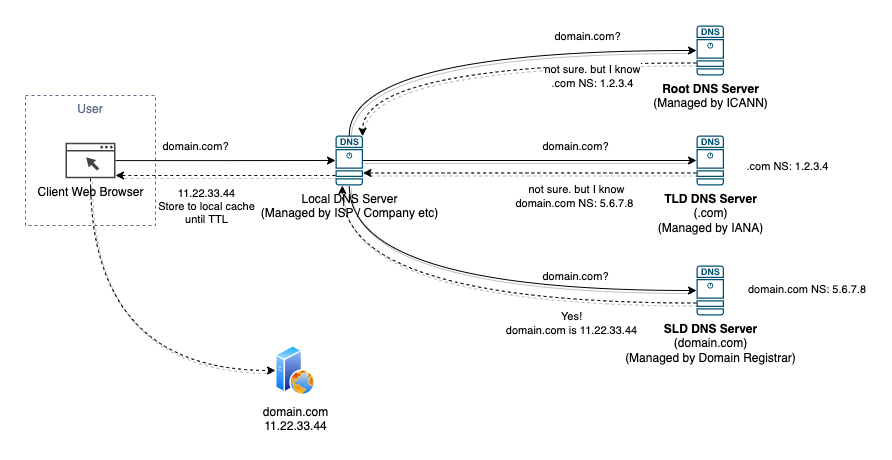 DNS
domain.com?
not sure. but I know
.com NS: 1.2.3.4
Root DNS Server
(Managed by ICANN)
User
domain.com?
Client Web Browser
11.22.33.44
Store to local cache
until TTL
DNS
Local DNS Server
(Managed by ISP / Company etc)
domain.com?
not sure. but I know
domain.com NS: 5.6.7.8
DNS
.com NS: 1.2.3.4
TLD DNS Server
(.com)
(Managed by IANA)
domain.com?
Yes!
domain.com is 11.22.33.44
DNS
domain.com NS: 5.6.7.8
SLD DNS Server
(domain.com)
(Managed by Domain Registrar)
domain.com
11.22.33.44